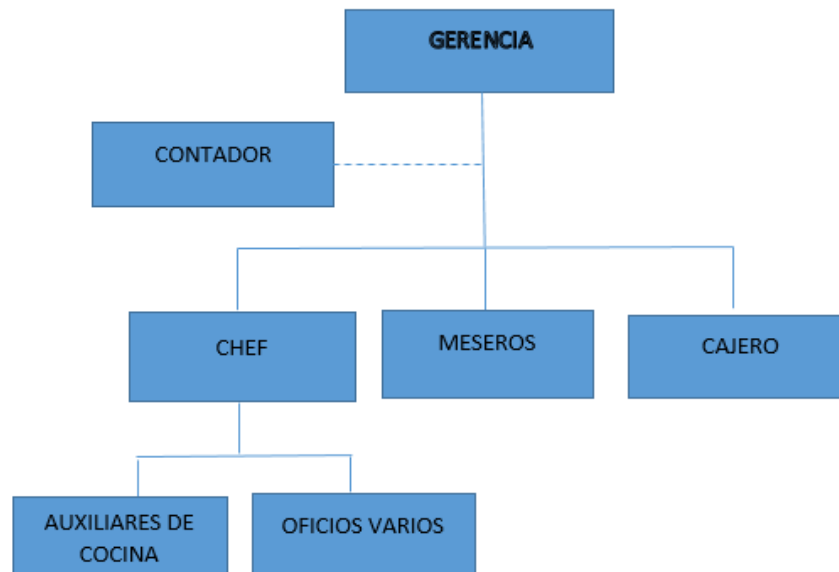 GERENCIA
CONTADOR
CHEF
MESEROS
CAJERO
AUXILIARES DE
COCINA
OFICIOS VARIOS